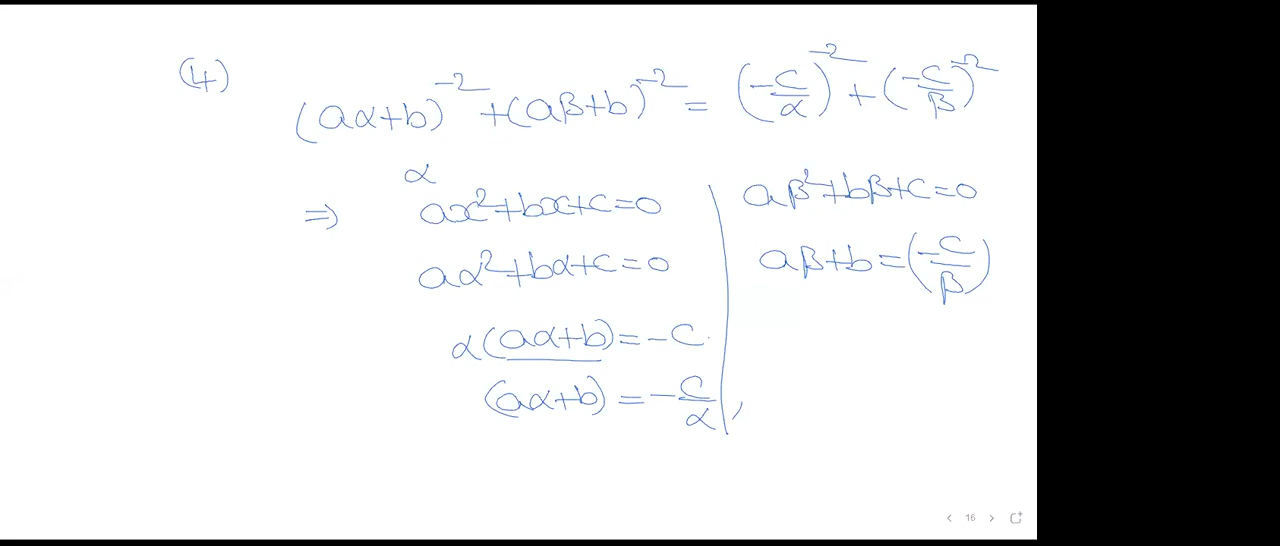 (4)
(aα+b)⁻² + (aβ+b)⁻² = (-c/α)⁻² + (-c/β)⁻²
α
⇒ ax²+bx+c=0
aα²+bα+c=0
α(aα+b)=-c
(aα+b)=-c/α
aβ²+bβ+c=0
aβ+b=(-c/β)
< 16 >